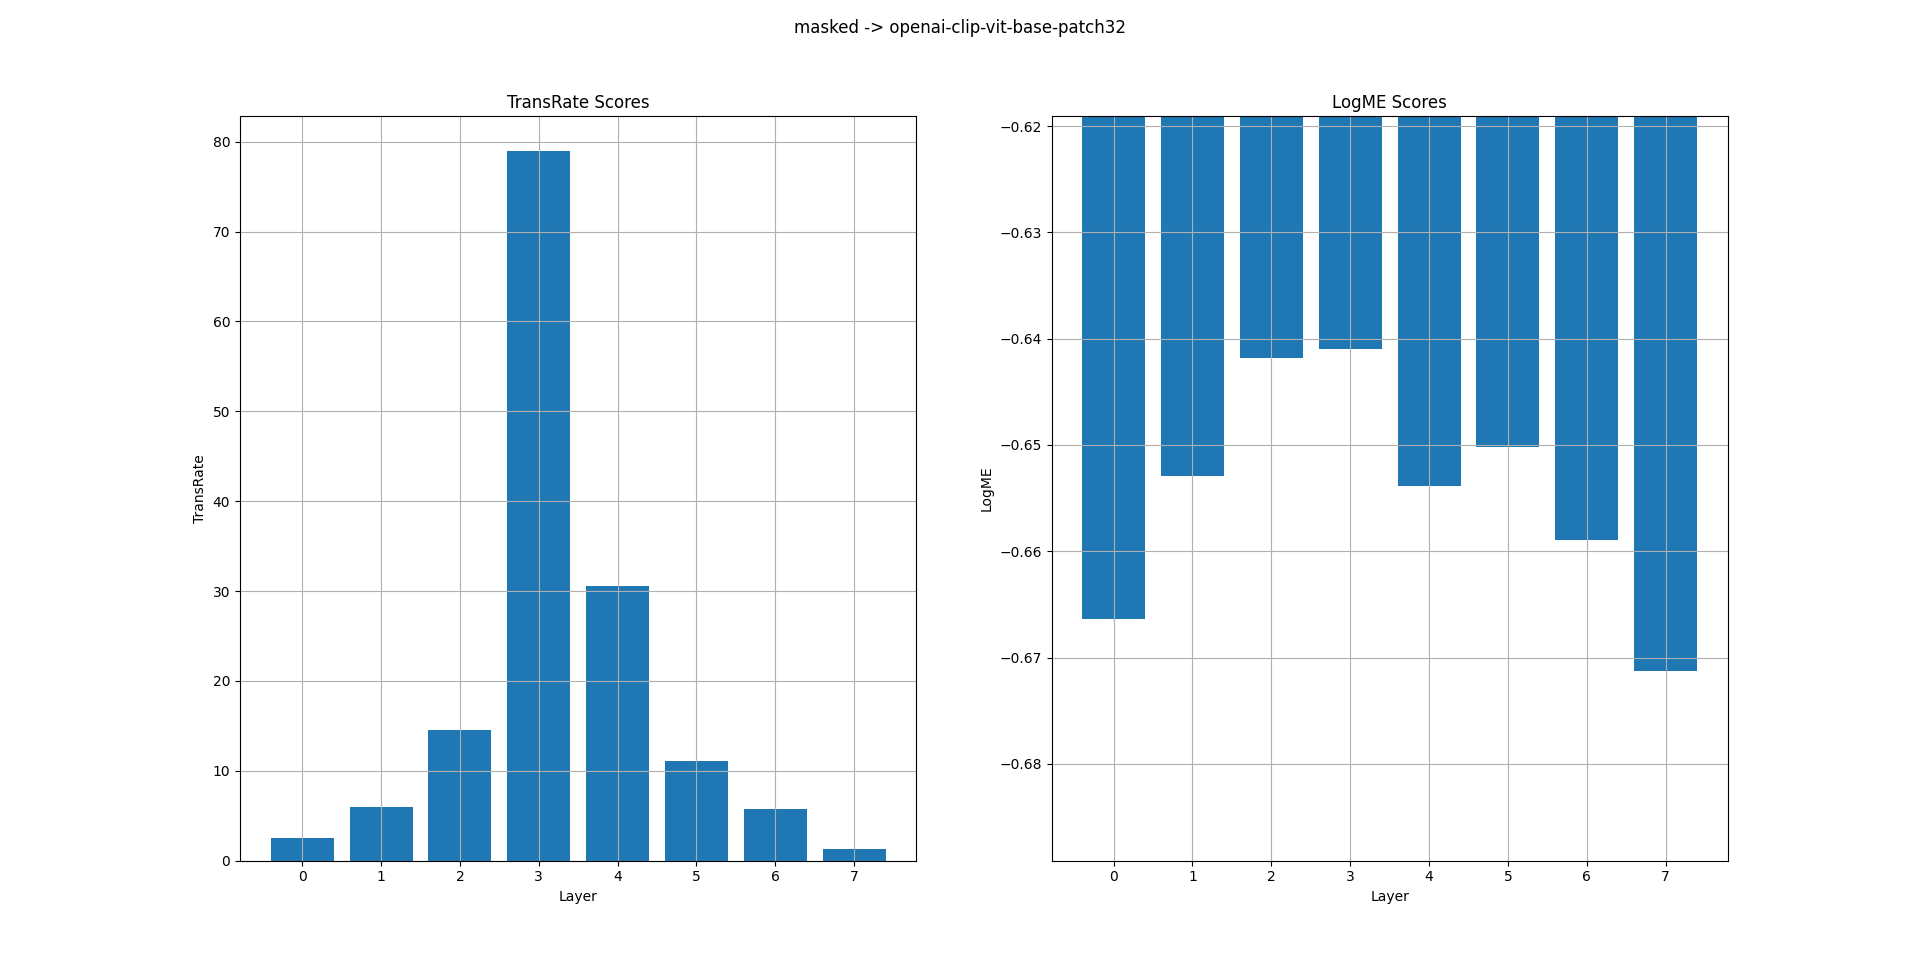 masked -> openai-clip-vit-base-patch32
TransRate Scores
80
70
60
50
40
30
20
10
0
TransRate
0 1 2 3 4 5 6 7
Layer
LogME Scores
−0.62
−0.63
−0.64
−0.65
−0.66
−0.67
−0.68
LogME
0 1 2 3 4 5 6 7
Layer